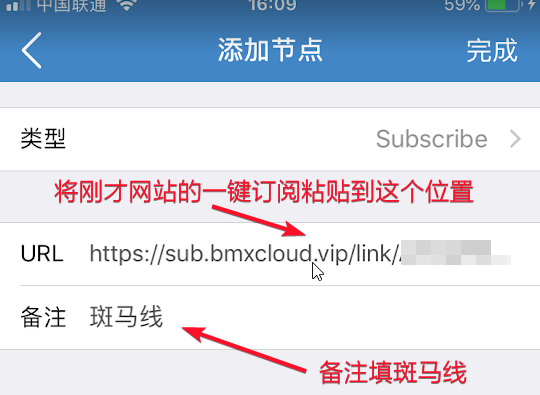 中国联通 16:09 59%
添加节点 完成
类型 Subscribe
将刚才网站的一键订阅粘贴到这个位置
URL https://sub.bmxcloud.vip/link/
备注 斑马线
备注填斑马线